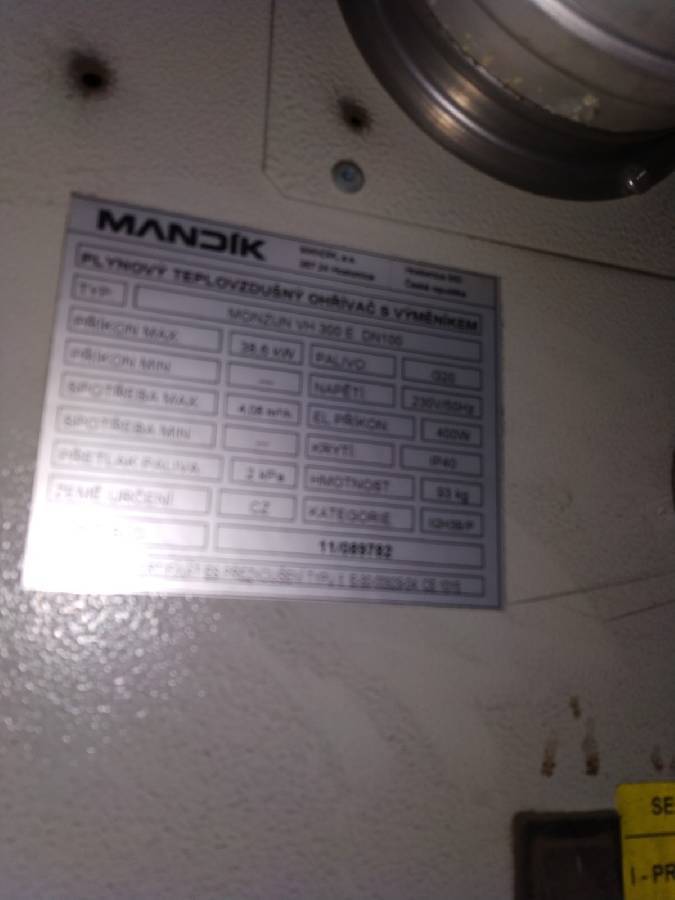 MANDÍK
PLYNOVÝ TEPLOVZDUŠNÝ OHŘÍVAČ S VÝMĚNÍKEM
TYP MONZUN VH 300 E DN100
PŘÍKON MAX 38,6 kW PALIVO G20
PŘÍKON MIN — NAPĚTÍ 230V/50Hz
SPOTŘEBA MAX EL.PŘÍKON 400W
SPOTŘEBA MIN — KRYTÍ IP40
PŘETLAK PALIVA 2 kPa HMOTNOST 93 kg
ZEMĚ URČENÍ CZ KATEGORIE
11/089782
SE
I - PR